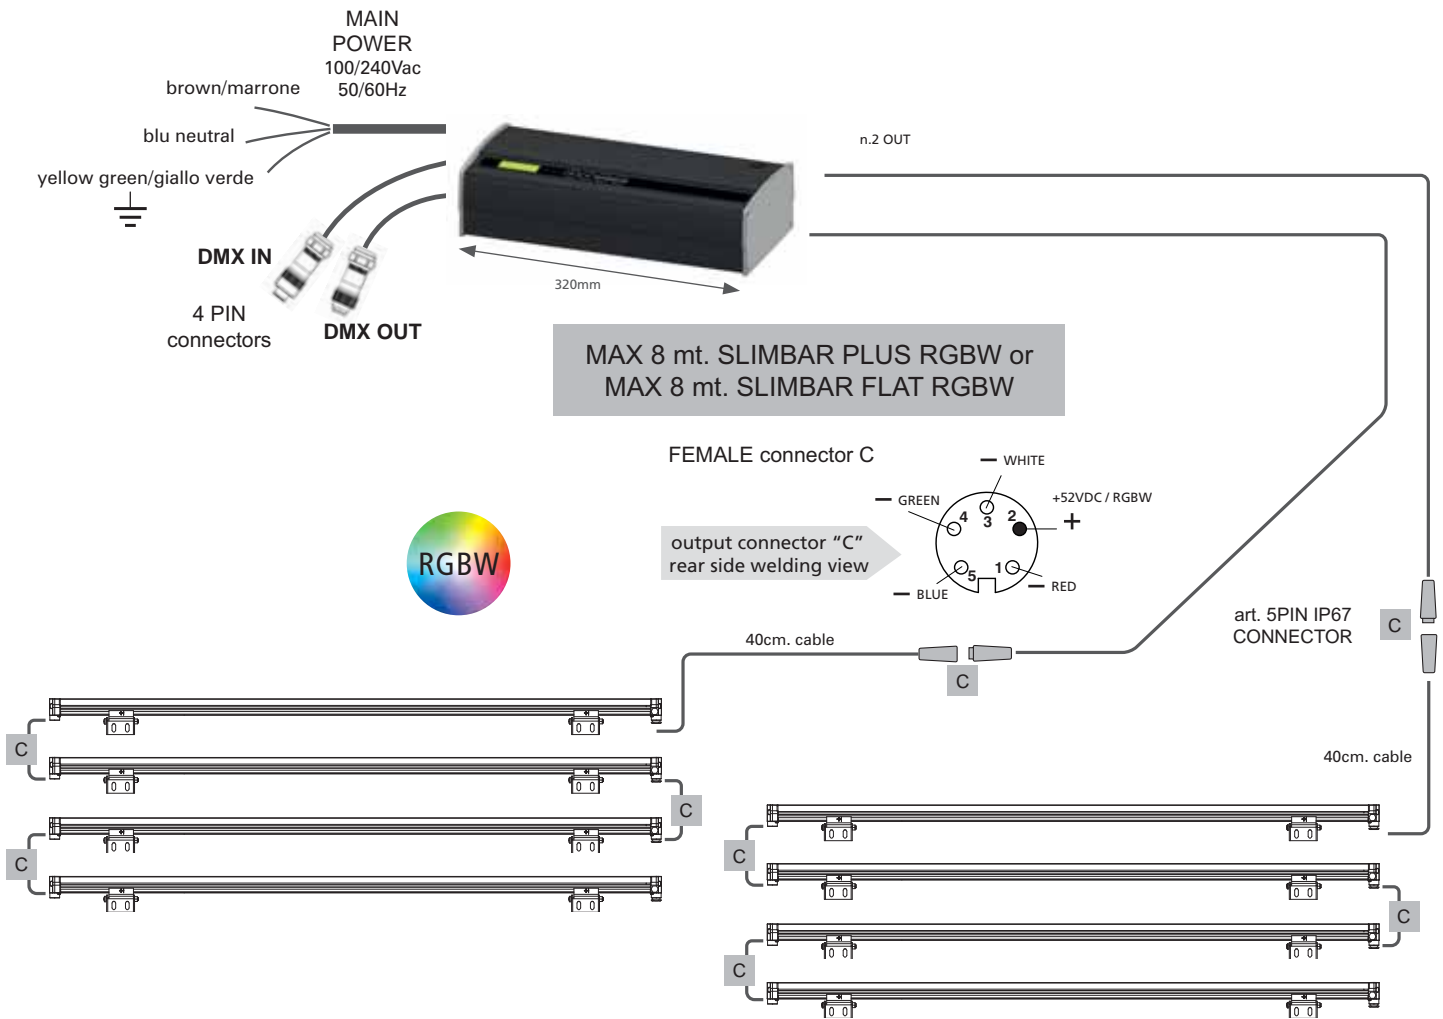 MAIN
POWER
100/240Vac
50/60Hz
brown/marrone
blu neutral
yellow green/giallo verde
n.2 OUT
DMX IN
320mm
4 PIN
connectors
DMX OUT
MAX 8 mt. SLIMBAR PLUS RGBW or
MAX 8 mt. SLIMBAR FLAT RGBW
FEMALE connector C
– WHITE
– GREEN
+52VDC / RGBW
+
4
3
2
5
1
output connector “C”
rear side welding view
– BLUE
– RED
RGBW
art. 5PIN IP67
CONNECTOR
C
40cm. cable
C
C
40cm. cable
C
C
C
C
C